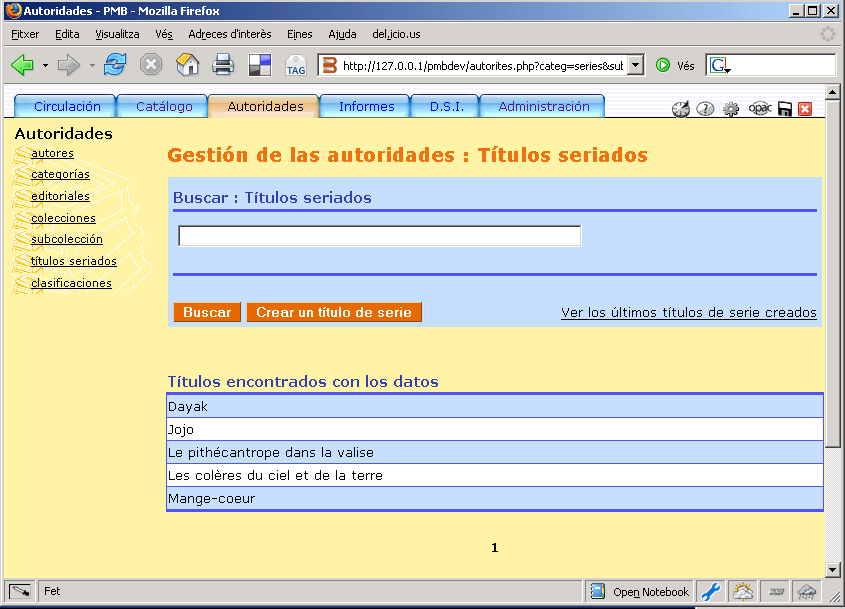 Autoridades - PMB - Mozilla Firefox
Fitxer Edita Visualitza Vés Adreces d'interès Eines Ajuda del.icio.us
TAG http://127.0.0.1/pmbdev/autorites.php?categ=series&sub Vés G
Circulación Catálogo Autoridades Informes D.S.I. Administración opac
Autoridades
autores
categorías
editoriales
colecciones
subcolección
títulos seriados
clasificaciones
Gestión de las autoridades : Títulos seriados
Buscar : Títulos seriados
Buscar Crear un título de serie Ver los últimos títulos de serie creados
Títulos encontrados con los datos
Dayak
Jojo
Le pithécantrope dans la valise
Les colères du ciel et de la terre
Mange-coeur
1
Fet Open Notebook